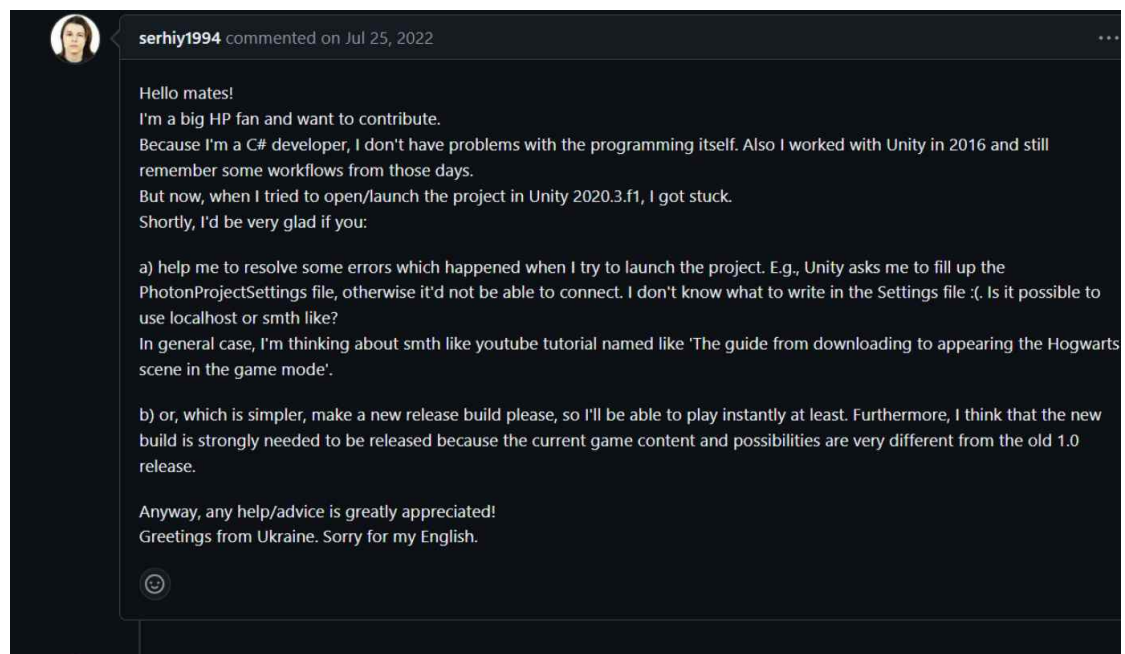 serhiy1994 commented on Jul 25, 2022
Hello mates!
I'm a big HP fan and want to contribute.
Because I'm a C# developer, I don't have problems with the programming itself. Also I worked with Unity in 2016 and still
remember some workflows from those days.
But now, when I tried to open/launch the project in Unity 2020.3.f1, I got stuck.
Shortly, I'd be very glad if you:
a) help me to resolve some errors which happened when I try to launch the project. E.g., Unity asks me to fill up the
PhotonProjectSettings file, otherwise it'd not be able to connect. I don't know what to write in the Settings file :(. Is it possible to
use localhost or smth like?
In general case, I'm thinking about smth like youtube tutorial named like 'The guide from downloading to appearing the Hogwarts
scene in the game mode'.
b) or, which is simpler, make a new release build please, so I'll be able to play instantly at least. Furthermore, I think that the new
build is strongly needed to be released because the current game content and possibilities are very different from the old 1.0
release.
Anyway, any help/advice is greatly appreciated!
Greetings from Ukraine. Sorry for my English.